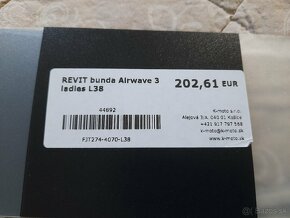 REVIT bunda Airwave 3
ladies L38
202,61 EUR
44692
FJT274-4070-L38
K-moto s.r.o.
Alejová 3/A, 040 01 Košice
+421 917 797 568
k-moto@k-moto.sk
www.k-moto.sk